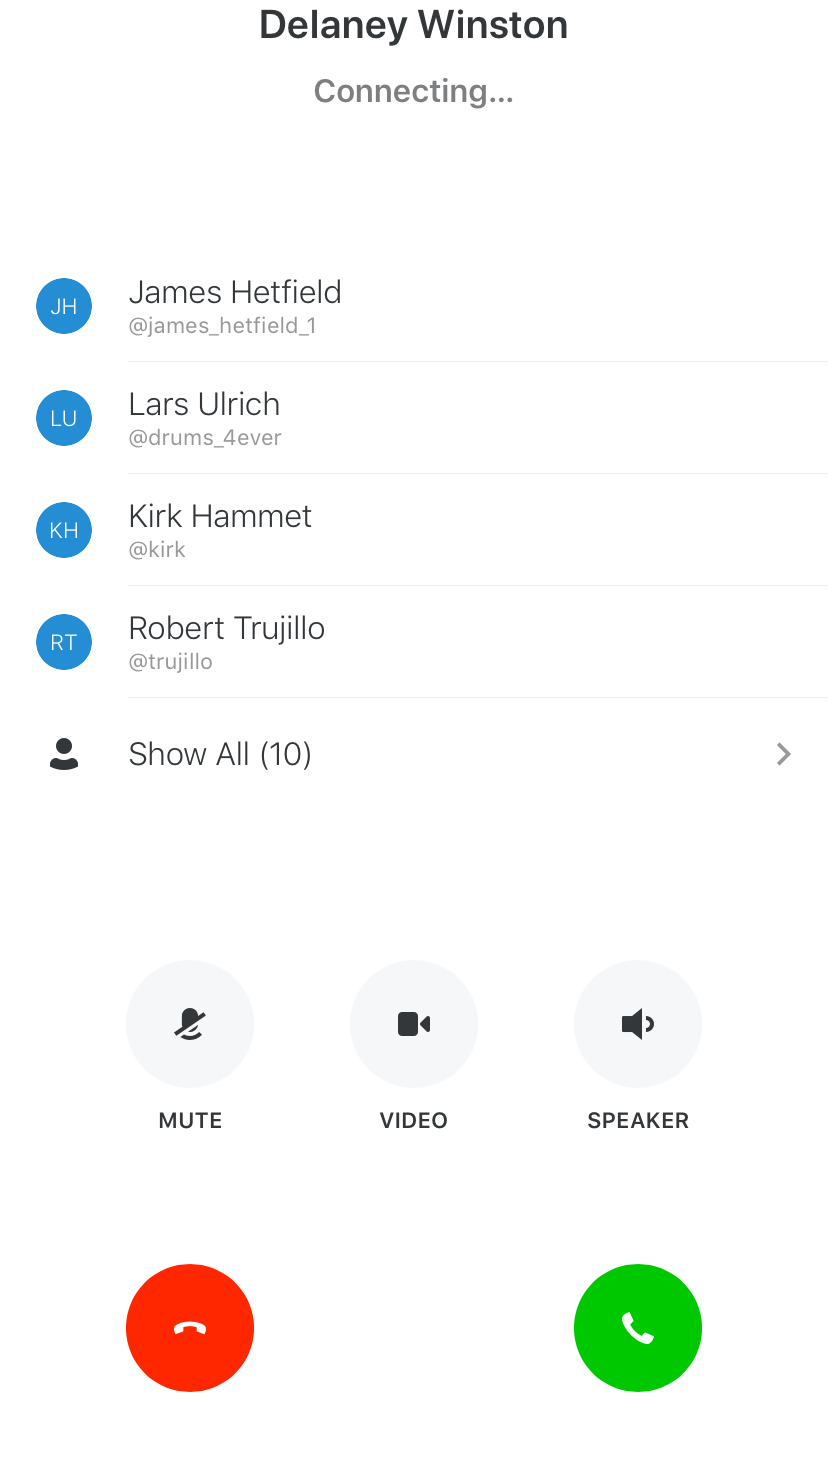 Delaney Winston
Connecting...
JH
James Hetfield
@james_hetfield_1
LU
Lars Ulrich
@drums_4ever
KH
Kirk Hammet
@kirk
RT
Robert Trujillo
@trujillo
Show All (10)
MUTE
VIDEO
SPEAKER